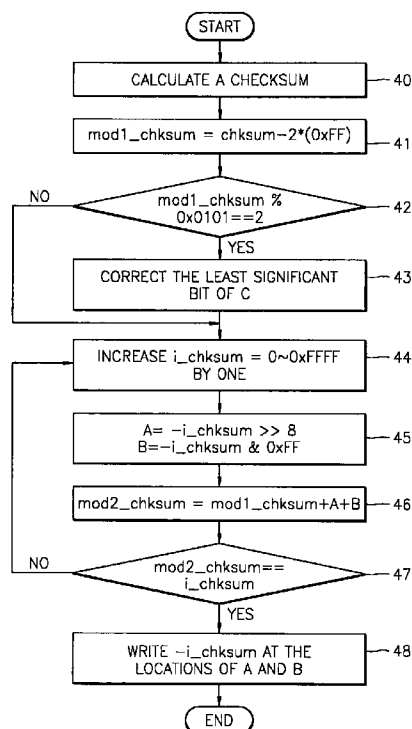 START
CALCULATE A CHECKSUM
40
mod1_chksum = chksum-2*(0xFF)
41
mod1_chksum %
0x0101==2
42
NO
YES
CORRECT THE LEAST SIGNIFICANT
BIT OF C
43
INCREASE i_chksum = 0~0xFFFF
BY ONE
44
A= -i_chksum >> 8
B=-i_chksum & 0xFF
45
mod2_chksum = mod1_chksum+A+B
46
mod2_chksum==
i_chksum
47
NO
YES
WRITE -i_chksum AT THE
LOCATIONS OF A AND B
48
END